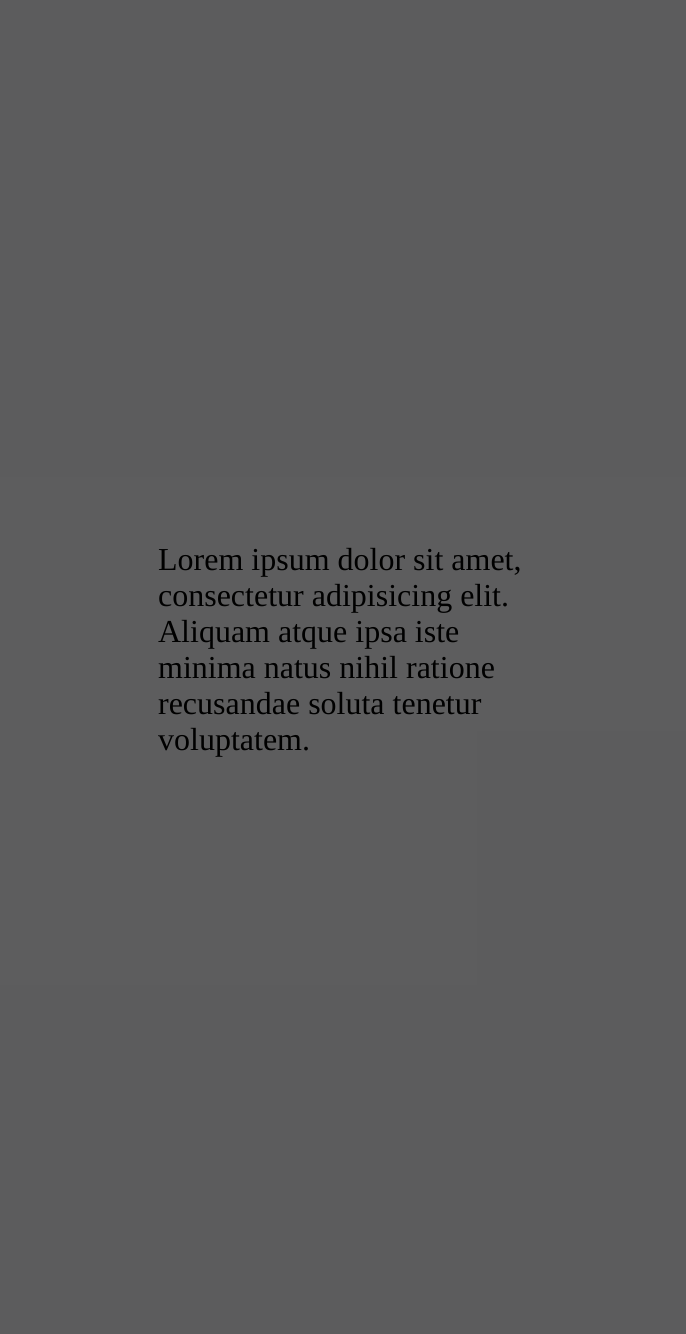 Lorem ipsum dolor sit amet,
consectetur adipisicing elit.
Aliquam atque ipsa iste
minima natus nihil ratione
recusandae soluta tenetur
voluptatem.